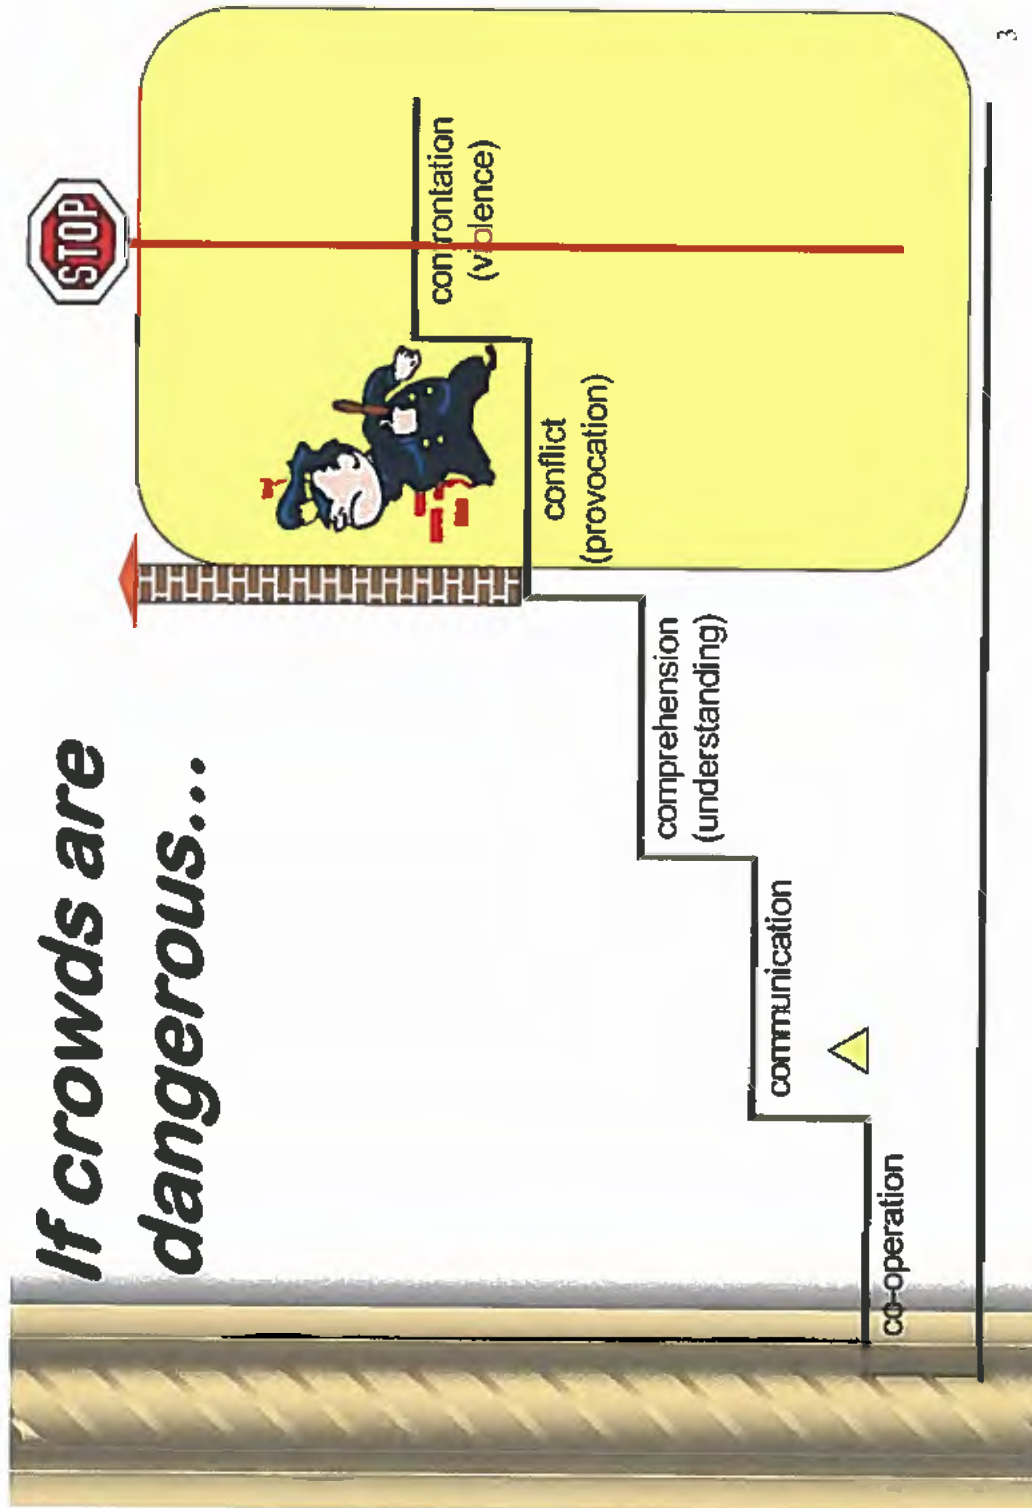 If crowds are
dangerous...
STOP
co-operation
communication
comprehension
(understanding)
conflict
(provocation)
confrontation
(violence)
3